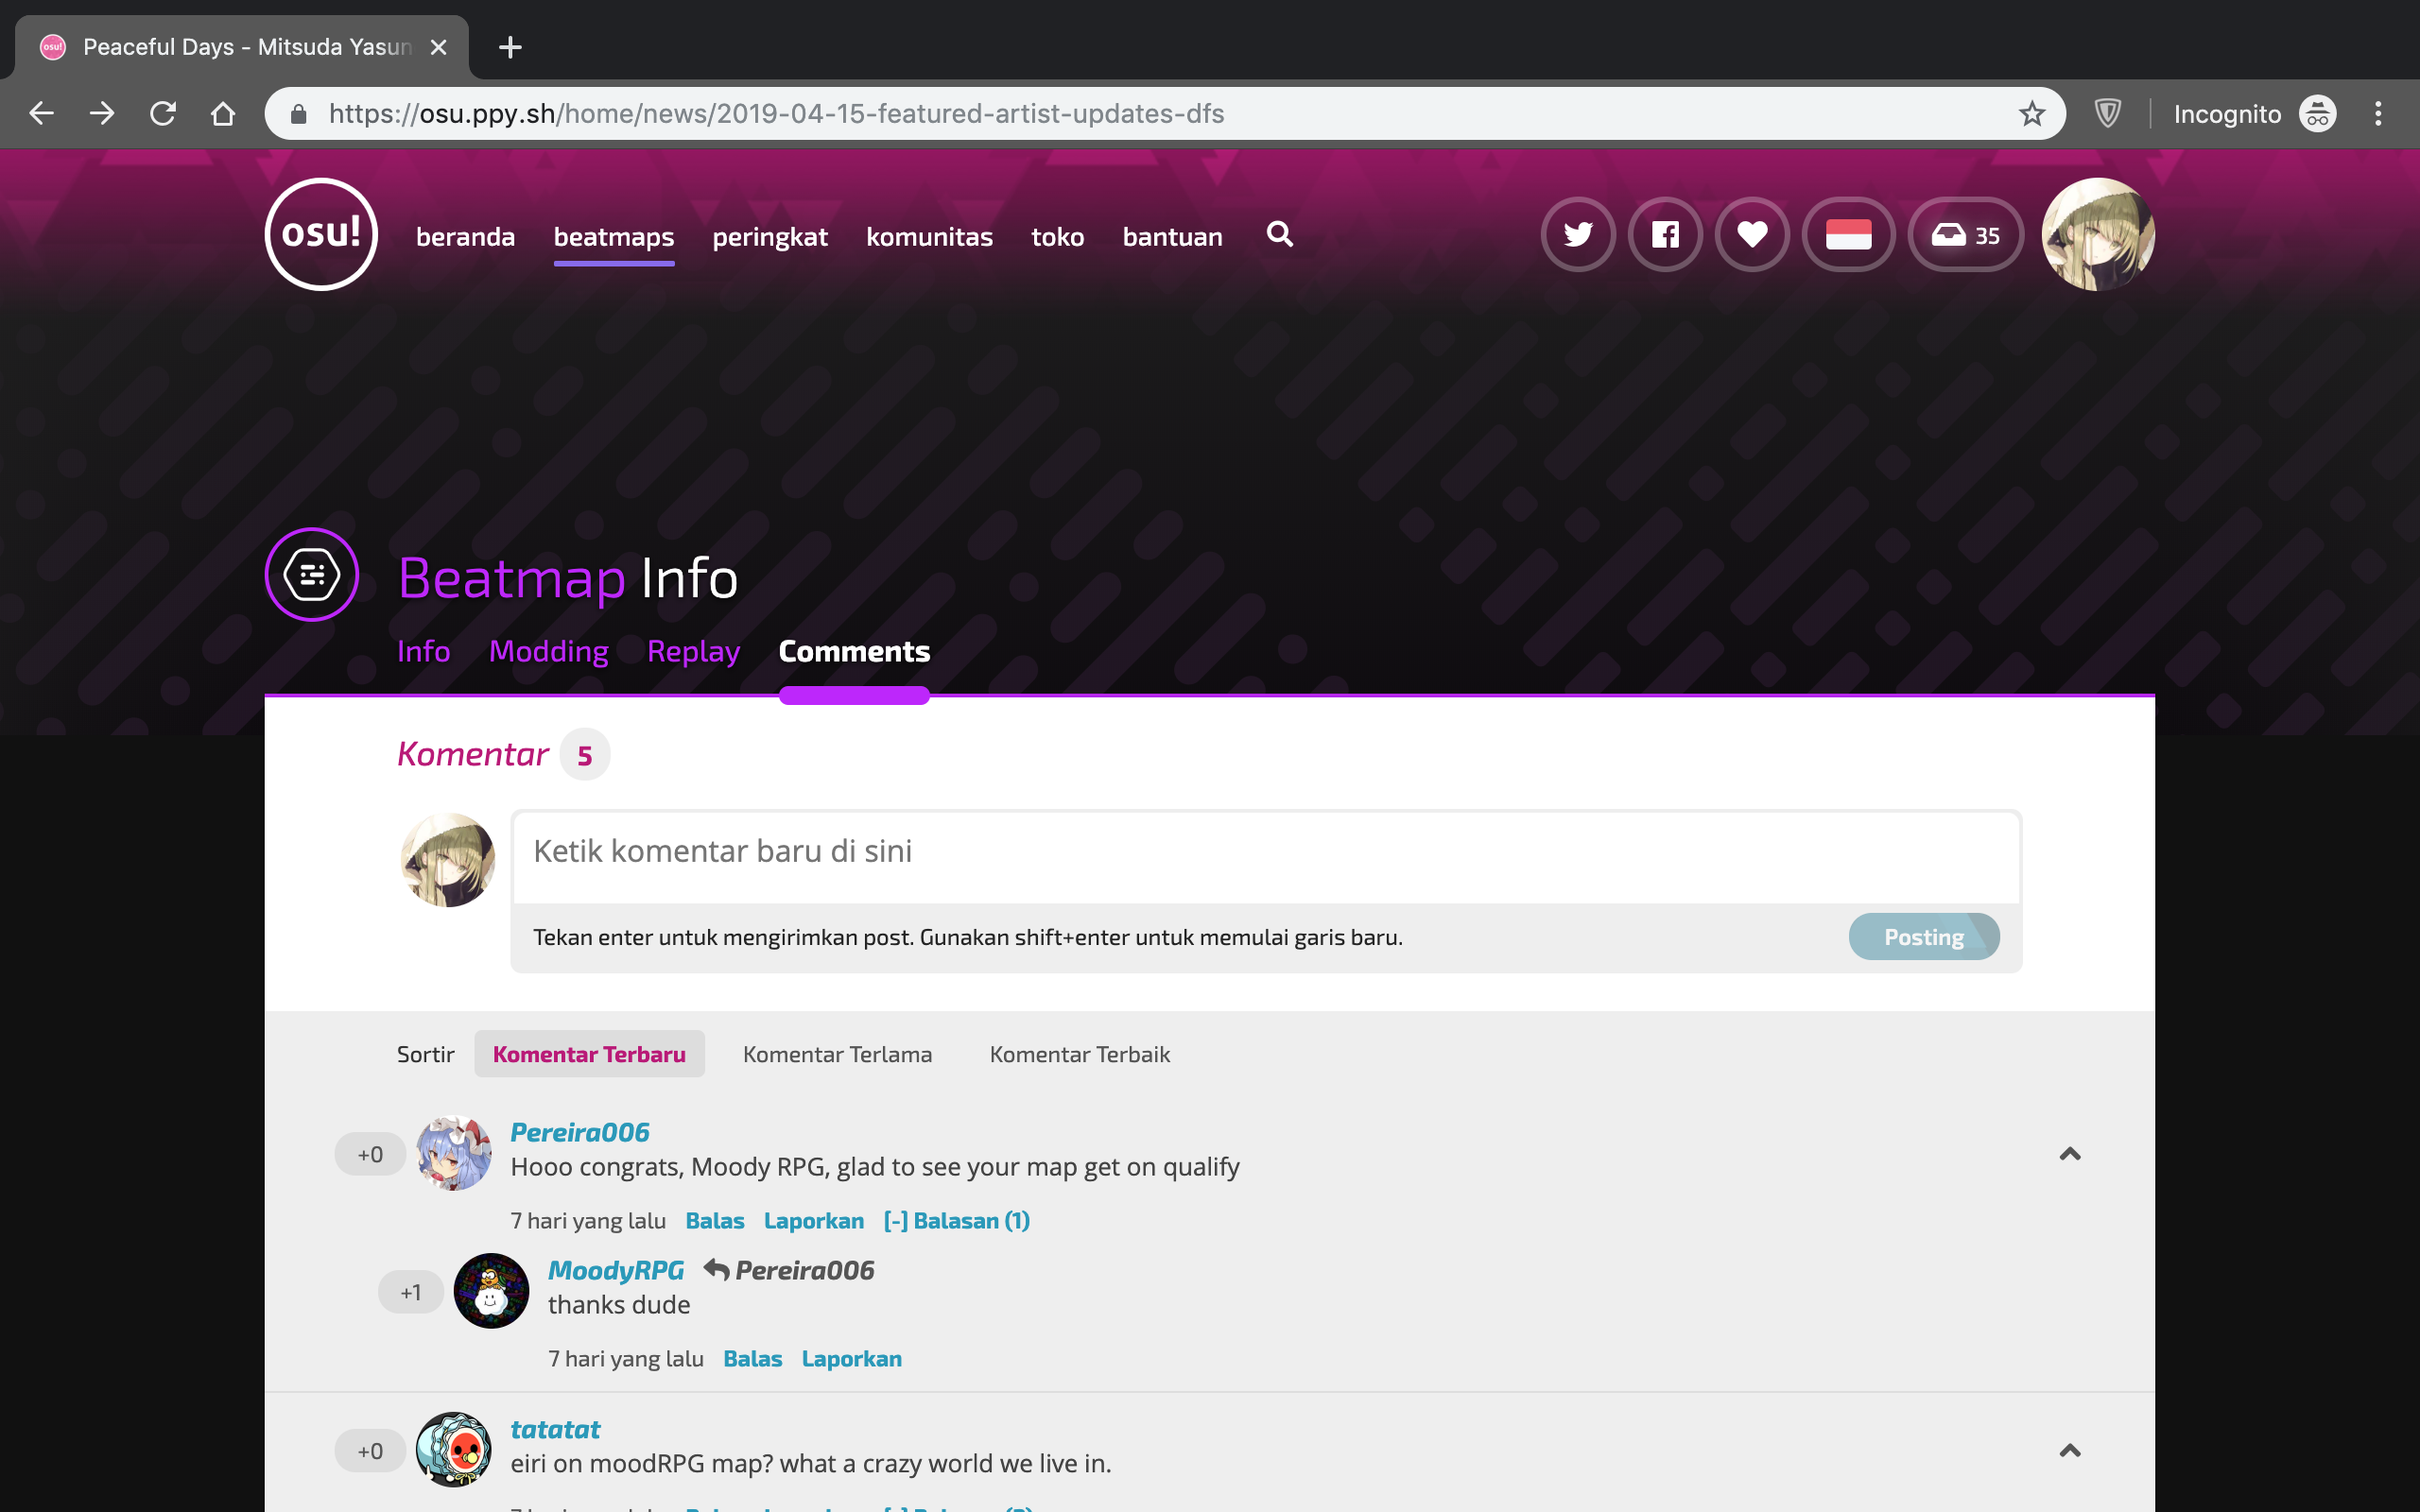 osu! Peaceful Days - Mitsuda Yasun
https://osu.ppy.sh/home/news/2019-04-15-featured-artist-updates-dfs Incognito
osu! beranda beatmaps peringkat komunitas toko bantuan 35
Beatmap Info
Info Modding Replay Comments
Komentar 5
Ketik komentar baru di sini
Tekan enter untuk mengirimkan post. Gunakan shift+enter untuk memulai garis baru. Posting
Sortir Komentar Terbaru Komentar Terlama Komentar Terbaik
Pereira006
+0 Hooo congrats, Moody RPG, glad to see your map get on qualify
7 hari yang lalu Balas Laporkan [-] Balasan (1)
MoodyRPG Pereira006
+1 thanks dude
7 hari yang lalu Balas Laporkan
tatatat
+0 eiri on moodRPG map? what a crazy world we live in.